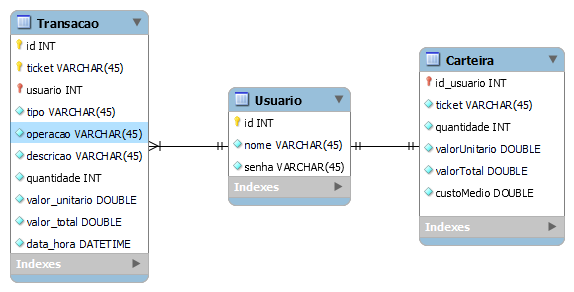 Transacao
id INT
ticket VARCHAR(45)
usuario INT
tipo VARCHAR(45)
operacao VARCHAR(45)
descricao VARCHAR(45)
quantidade INT
valor_unitario DOUBLE
valor_total DOUBLE
data_hora DATETIME
Indexes
Usuario
id INT
nome VARCHAR(45)
senha VARCHAR(45)
Indexes
Carteira
id_usuario INT
ticket VARCHAR(45)
quantidade INT
valorUnitario DOUBLE
valorTotal DOUBLE
custoMedio DOUBLE
Indexes